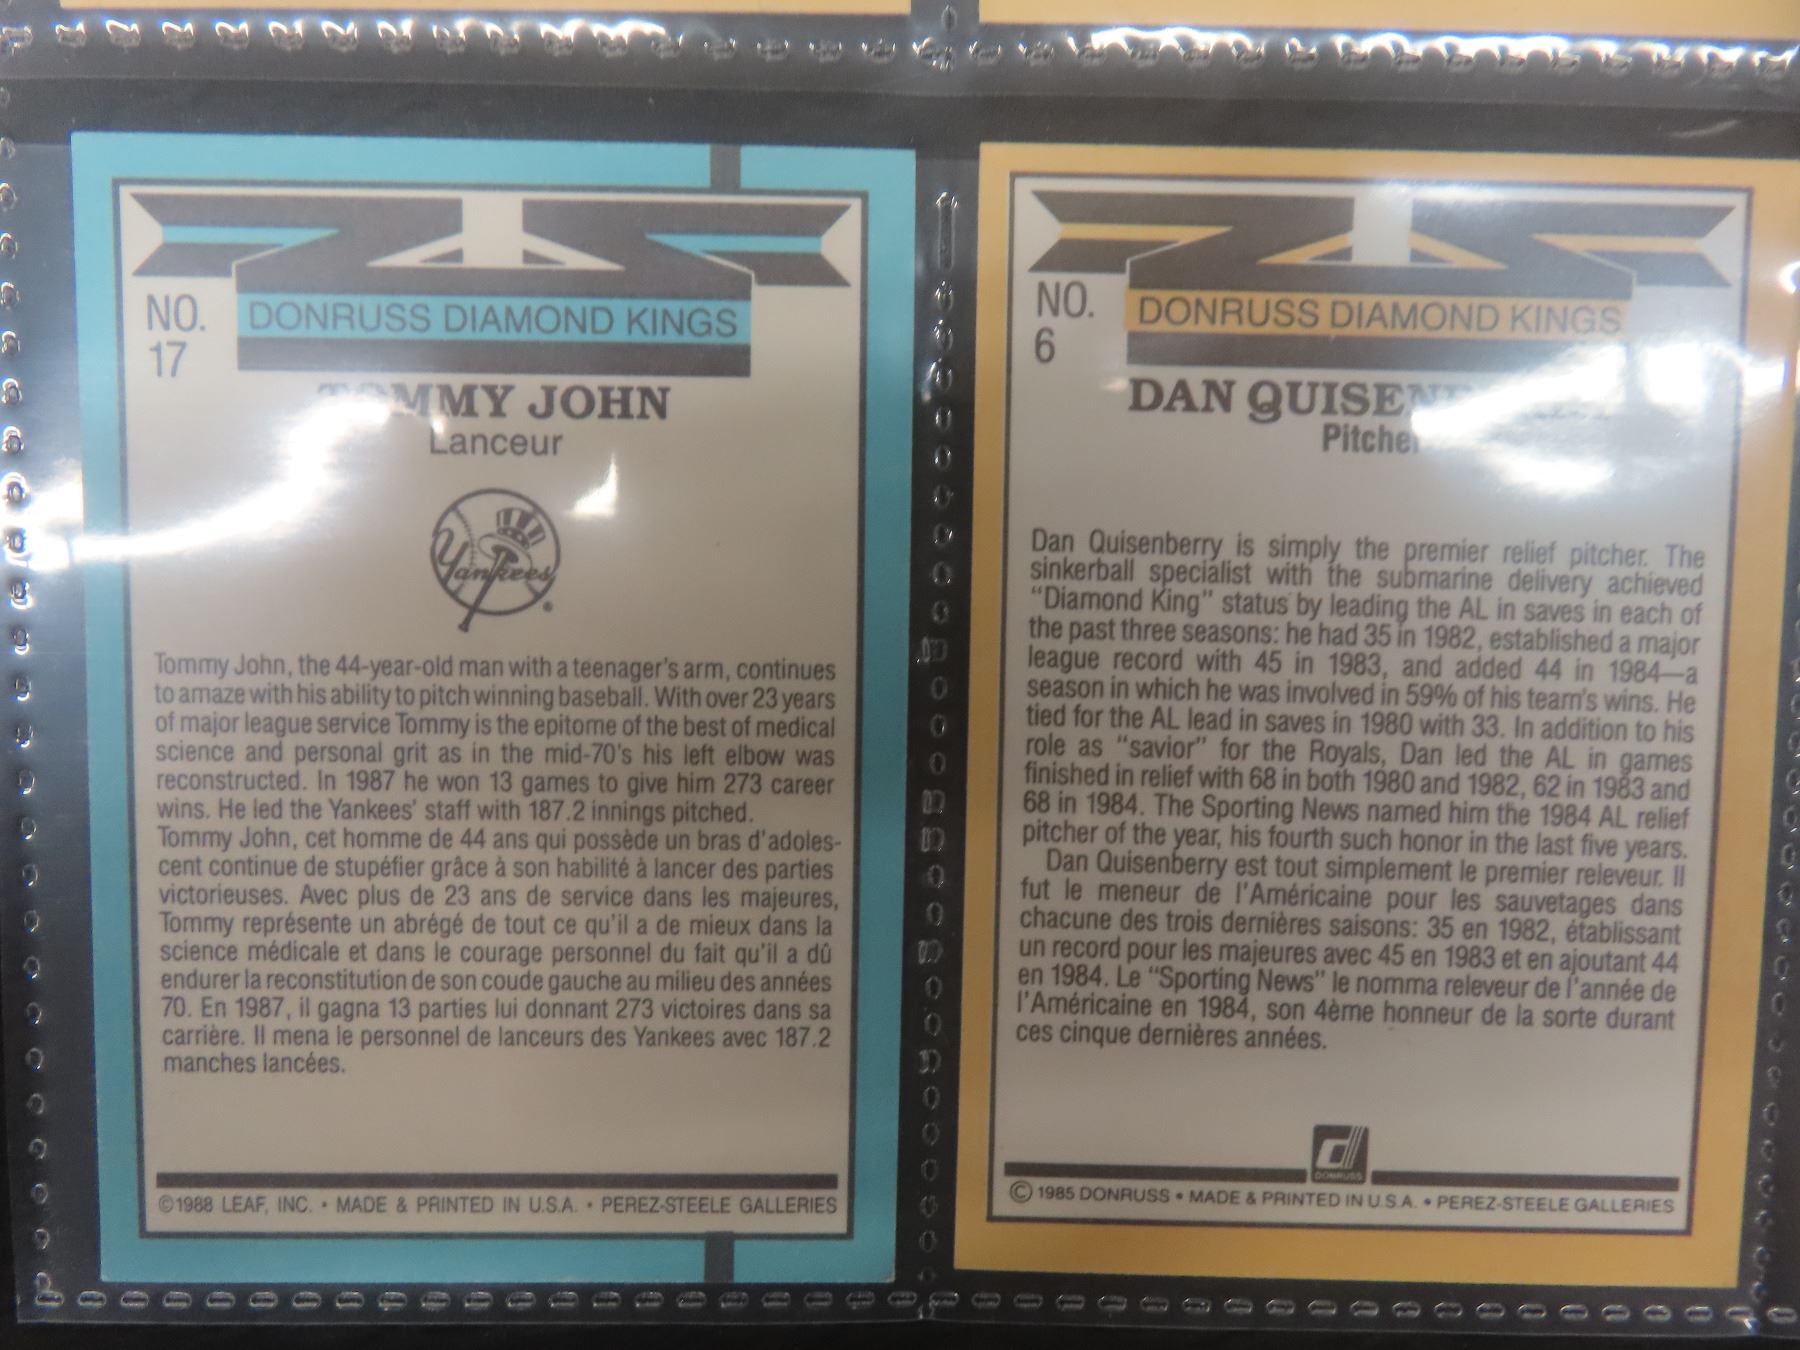 NO.
17
DONRUSS DIAMOND KINGS
TOMMY JOHN
Lanceur
Yankees
Tommy John, the 44-year-old man with a teenager's arm, continues
to amaze with his ability to pitch winning baseball. With over 23 years
of major league service Tommy is the epitome of the best of medical
science and personal grit as in the mid-70's his left elbow was
reconstructed. In 1987 he won 13 games to give him 273 career
wins. He led the Yankees' staff with 187.2 innings pitched.
Tommy John, cet homme de 44 ans qui possède un bras d'adoles-
cent continue de stupéfier grâce à son habilité à lancer des parties
victorieuses. Avec plus de 23 ans de service dans les majeures,
Tommy représente un abrégé de tout ce qu'il a de mieux dans la
science médicale et dans le courage personnel du fait qu'il a dû
endurer la reconstitution de son coude gauche au milieu des années
70. En 1987, il gagna 13 parties lui donnant 273 victoires dans sa
carrière. Il mena le personnel de lanceurs des Yankees avec 187.2
manches lancées.
©1988 LEAF, INC. • MADE & PRINTED IN U.S.A. • PEREZ-STEELE GALLERIES
NO.
6
DONRUSS DIAMOND KINGS
DAN
Pitcher
Dan Quisenberry is simply the premier relief pitcher. The
sinkerball specialist with the submarine delivery achieved
"Diamond King" status by leading the AL in saves in each of
the past three seasons: he had 35 in 1982, established a major
league record with 45 in 1983, and added 44 in 1984—a
season in which he was involved in 59% of his team's wins. He
tied for the AL lead in saves in 1980 with 33. In addition to his
role as "savior" for the Royals, Dan led the AL in games
finished in relief with 68 in both 1980 and 1982, 62 in 1983 and
68 in 1984. The Sporting News named him the 1984 AL relief
pitcher of the year, his fourth such honor in the last five years.
Dan Quisenberry est tout simplement le premier releveur. Il
fut le meneur de l'Américaine pour les sauvetages dans
chacune des trois dernières saisons: 35 en 1982, établissant
un record pour les majeures avec 45 en 1983 et en ajoutant 44
en 1984. Le "Sporting News" le nomma releveur de l'année de
l'Américaine en 1984, son 4ème honneur de la sorte durant
ces cinque dernières années.
DONRUSS
© 1985 DONRUSS • MADE & PRINTED IN U.S.A. • PEREZ-STEELE GALLERIES